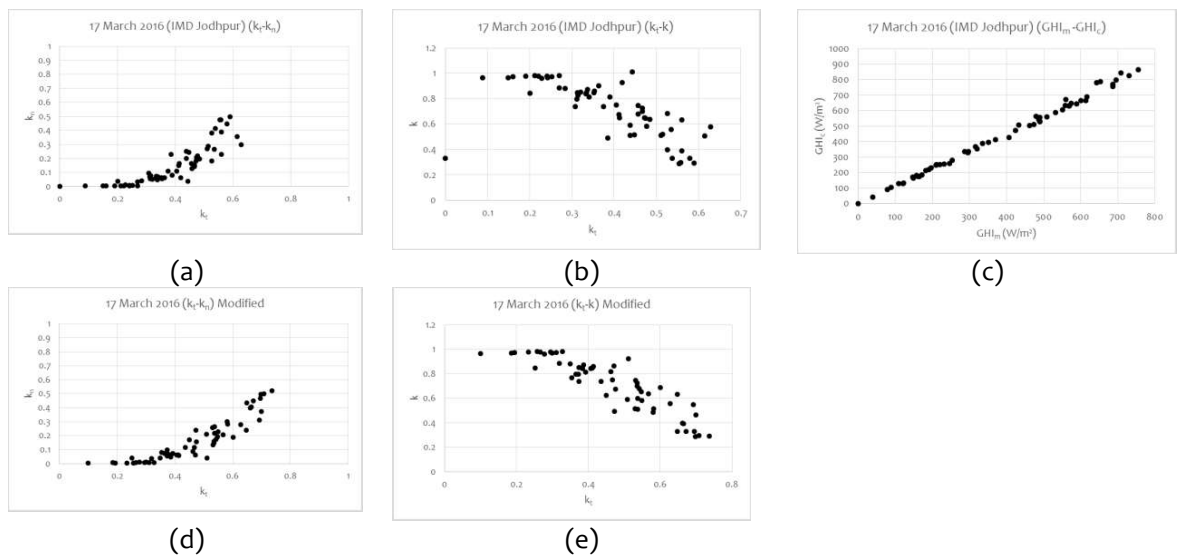 17 March 2016 (IMD Jodhpur) (kt-kn)
1
0.9
0.8
0.7
0.6
0.5
0.4
0.3
0.2
0.1
0
kn
0 0.2 0.4 0.6 0.8 1
kt
(a)
17 March 2016 (IMD Jodhpur) (kt-k)
1.2
1
0.8
0.6
0.4
0.2
0
k
0 0.1 0.2 0.3 0.4 0.5 0.6 0.7
kt
(b)
17 March 2016 (IMD Jodhpur) (GHIm-GHIc)
1000
900
800
700
600
500
400
300
200
100
0
GHIc (W/m²)
0 100 200 300 400 500 600 700 800
GHIm (W/m²)
(c)
17 March 2016 (kt-kn) Modified
1
0.9
0.8
0.7
0.6
0.5
0.4
0.3
0.2
0.1
0
kn
0 0.2 0.4 0.6 0.8 1
kt
(d)
17 March 2016 (kt-k) Modified
1.2
1
0.8
0.6
0.4
0.2
0
k
0 0.2 0.4 0.6 0.8
kt
(e)